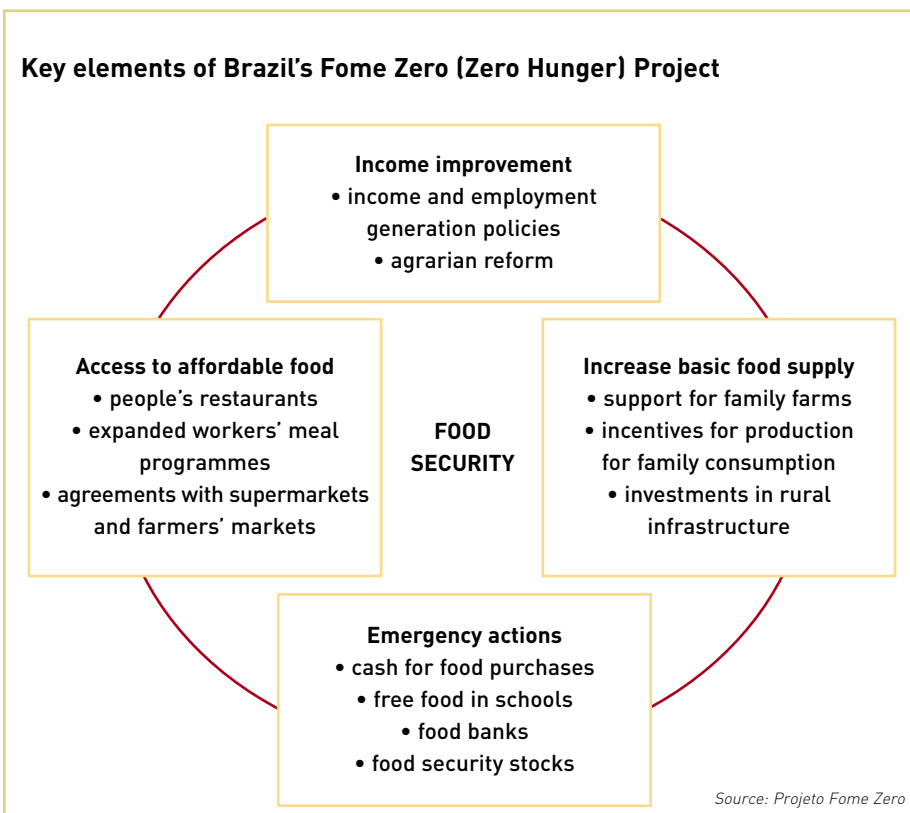 Key elements of Brazil’s Fome Zero (Zero Hunger) Project
Income improvement
• income and employment
generation policies
• agrarian reform
Access to affordable food
• people’s restaurants
• expanded workers’ meal
programmes
• agreements with supermarkets
and farmers’ markets
FOOD
SECURITY
Increase basic food supply
• support for family farms
• incentives for production
for family consumption
• investments in rural
infrastructure
Emergency actions
• cash for food purchases
• free food in schools
• food banks
• food security stocks
Source: Projeto Fome Zero